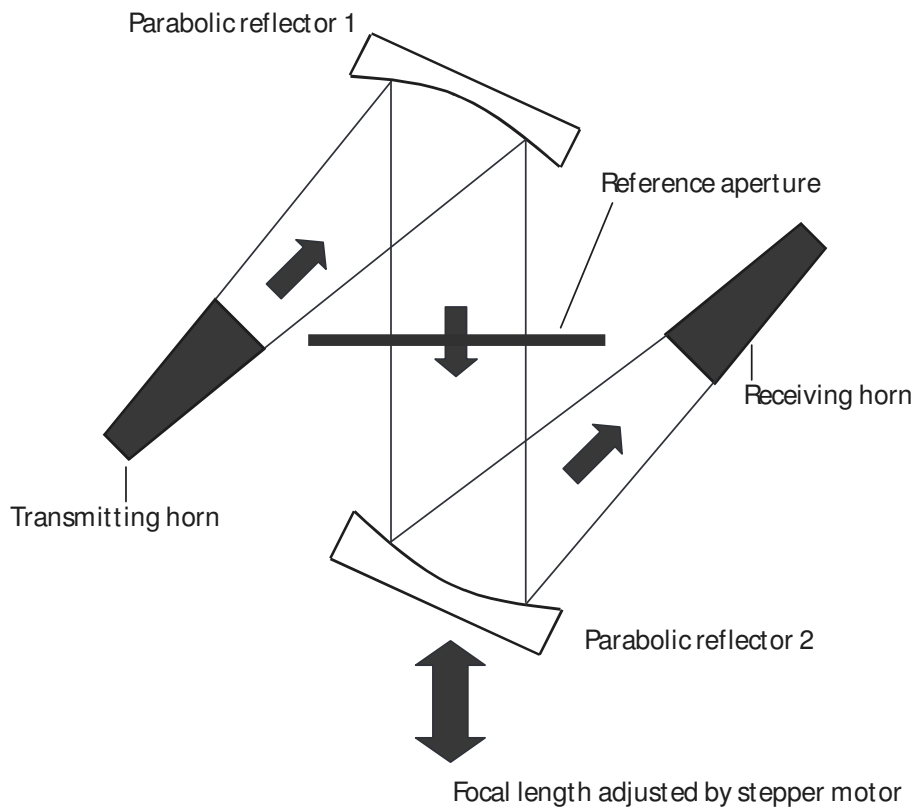 Parabolic reflector 1
Reference aperture
Receiving horn
Transmitting horn
Parabolic reflector 2
Focal length adjusted by stepper motor